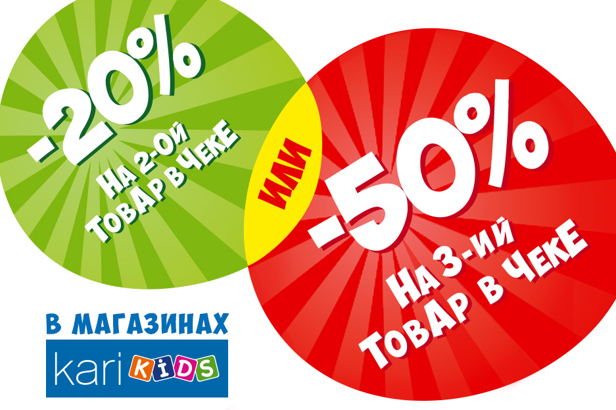 -20%
НА 2-ОЙ
ТОВАР В ЧЕКЕ
ИЛИ
-50%
НА 3-ИЙ
ТОВАР В ЧЕКЕ
В МАГАЗИНАХ
kari KiDS